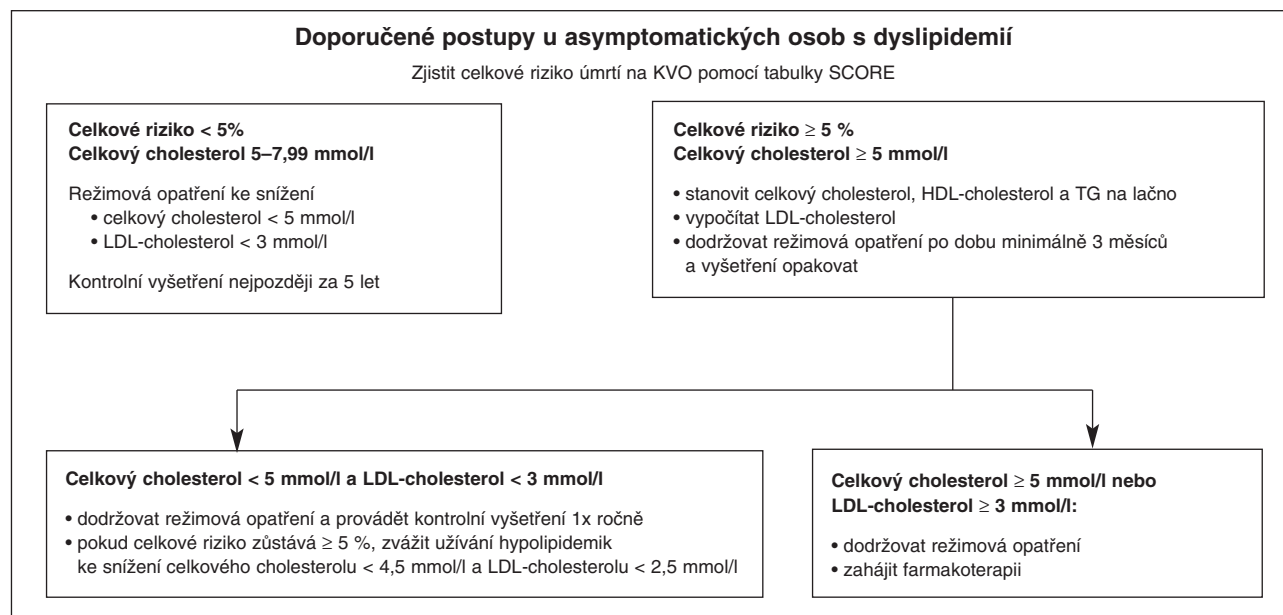 Doporučené postupy u asymptomatických osob s dyslipidemií
Zjistit celkové riziko úmrtí na KVO pomocí tabulky SCORE
Celkové riziko < 5%
Celkový cholesterol 5–7,99 mmol/l
Režimová opatření ke snížení
• celkový cholesterol < 5 mmol/l
• LDL-cholesterol < 3 mmol/l
Kontrolní vyšetření nejpozději za 5 let
Celkové riziko ≥ 5 %
Celkový cholesterol ≥ 5 mmol/l
• stanovit celkový cholesterol, HDL-cholesterol a TG na lačno
• vypočítat LDL-cholesterol
• dodržovat režimová opatření po dobu minimálně 3 měsíců
a vyšetření opakovat
Celkový cholesterol < 5 mmol/l a LDL-cholesterol < 3 mmol/l
• dodržovat režimová opatření a provádět kontrolní vyšetření 1x ročně
• pokud celkové riziko zůstává ≥ 5 %, zvážit užívání hypolipidemik
ke snížení celkového cholesterolu < 4,5 mmol/l a LDL-cholesterolu < 2,5 mmol/l
Celkový cholesterol ≥ 5 mmol/l nebo
LDL-cholesterol ≥ 3 mmol/l:
• dodržovat režimová opatření
• zahájit farmakoterapii